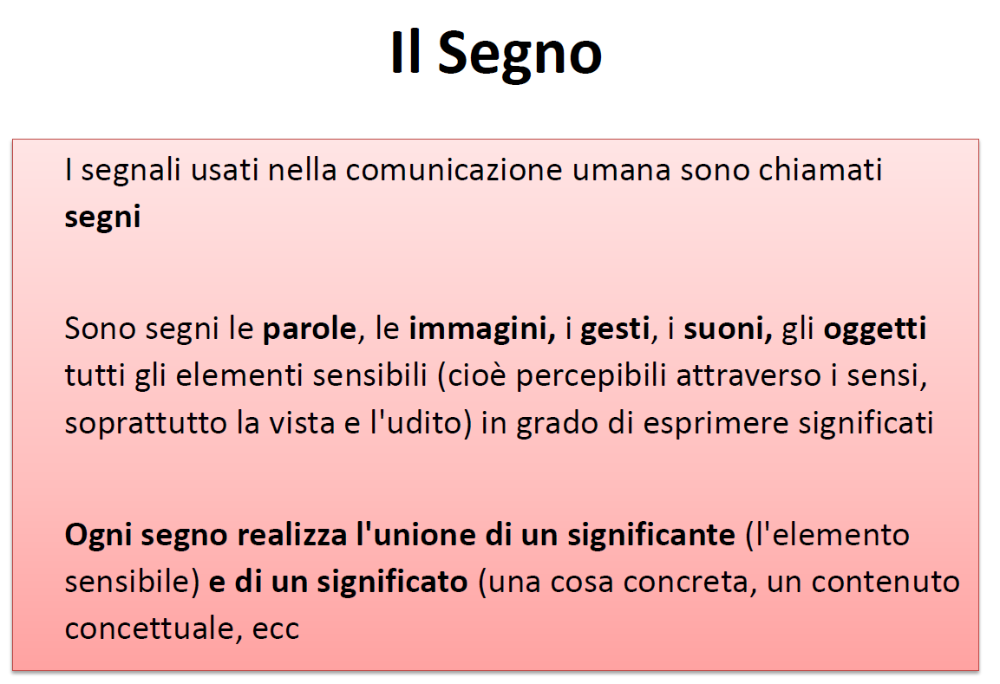 Il Segno
I segnali usati nella comunicazione umana sono chiamati
segni
Sono segni le parole, le immagini, i gesti, i suoni, gli oggetti
tutti gli elementi sensibili (cioè percepibili attraverso i sensi,
soprattutto la vista e l'udito) in grado di esprimere significati
Ogni segno realizza l'unione di un significante (l'elemento
sensibile) e di un significato (una cosa concreta, un contenuto
concettuale, ecc